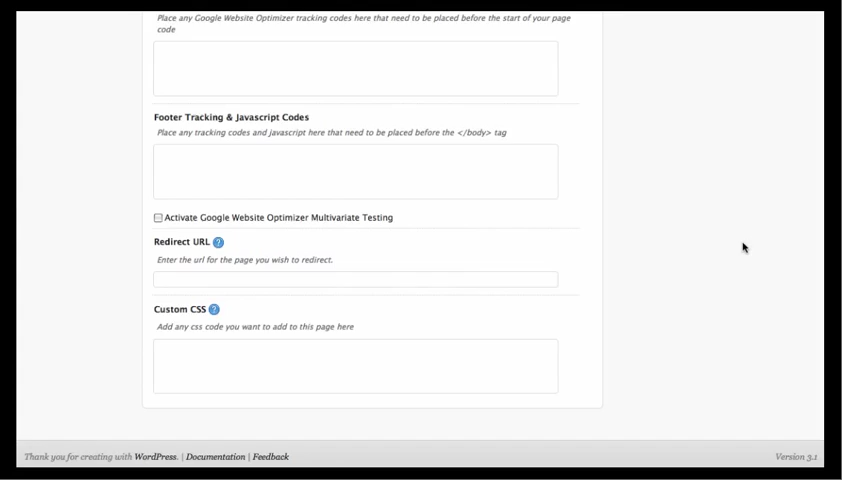 Place any Google Website Optimizer tracking codes here that need to be placed before the start of your page
code
Footer Tracking & Javascript Codes
Place any tracking codes and javascript here that need to be placed before the </body> tag
Activate Google Website Optimizer Multivariate Testing
Redirect URL ?
Enter the url for the page you wish to redirect.
Custom CSS ?
Add any css code you want to add to this page here
Thank you for creating with WordPress. | Documentation | Feedback
Version 3.1